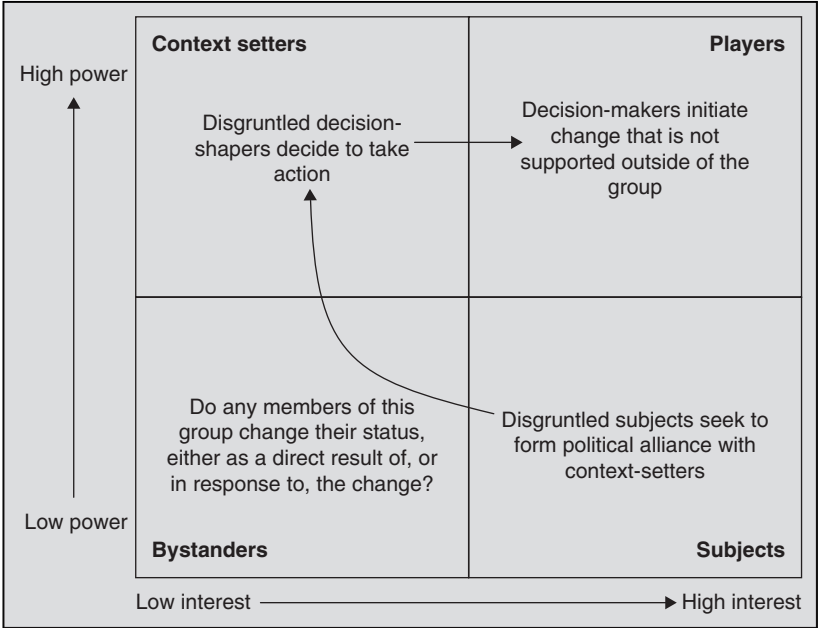 Context setters
Players
High power
Disgruntled decision-
shapers decide to take
action
Decision-makers initiate
change that is not
supported outside of the
group
Do any members of this
group change their status,
either as a direct result of, or
in response to, the change?
Disgruntled subjects seek to
form political alliance with
context-setters
Low power
Bystanders
Subjects
Low interest
High interest